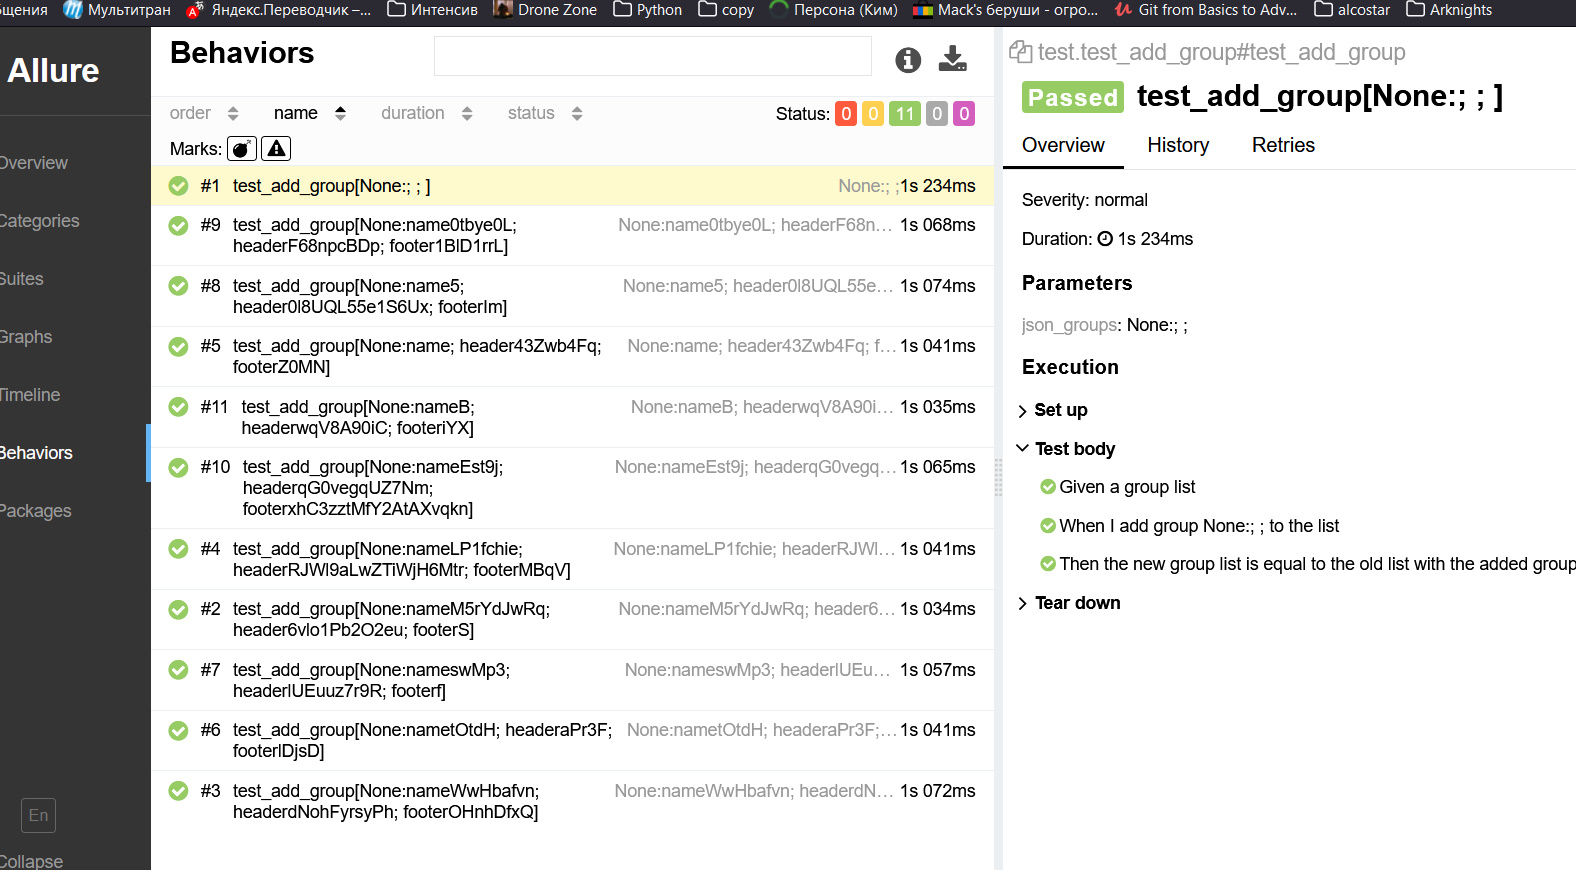 щения Мультитран Яндекс.Переводчик –... Интенсив Drone Zone Python copy Персона (Ким) Mack's беруши - огро... Git from Basics to Adv... alcostar Arknights
Allure
Overview
Categories
Suites
Graphs
Timeline
Behaviors
Packages
En
Collapse
Behaviors
order name duration status Status: 0 0 11 0 0
Marks:
#1 test_add_group[None:; ; ] None:; ; 1s 234ms
#9 test_add_group[None:name0tbye0L; None:name0tbye0L; headerF68n... 1s 068ms
headerF68npcBDp; footer1BlD1rrL]
#8 test_add_group[None:name5; None:name5; header0l8UQL55e... 1s 074ms
header0l8UQL55e1S6Ux; footerIm]
#5 test_add_group[None:name; header43Zwb4Fq; None:name; header43Zwb4Fq; f... 1s 041ms
footerZ0MN]
#11 test_add_group[None:nameB; None:nameB; headerwqV8A90i... 1s 035ms
headerwqV8A90iC; footeriYX]
#10 test_add_group[None:nameEst9j; None:nameEst9j; headerqG0vegq... 1s 065ms
headerqG0vegqUZ7Nm;
footerxhC3zztMfY2AtAXvqkn]
#4 test_add_group[None:nameLP1fchie; None:nameLP1fchie; headerRJWl... 1s 041ms
headerRJWl9aLwZTiWjH6Mtr; footerMBqV]
#2 test_add_group[None:nameM5rYdJwRq; None:nameM5rYdJwRq; header6... 1s 034ms
header6vlo1Pb2O2eu; footerS]
#7 test_add_group[None:nameswMp3; None:nameswMp3; headerlUEu... 1s 057ms
headerlUEuuz7r9R; footerf]
#6 test_add_group[None:nametOtdH; headeraPr3F; None:nametOtdH; headeraPr3F;... 1s 041ms
footerlDjsD]
#3 test_add_group[None:nameWwHbafvn; None:nameWwHbafvn; headerdN... 1s 072ms
headerdNohFyrsyPh; footerOHnhDfxQ]
test.test_add_group#test_add_group
Passed test_add_group[None:; ; ]
Overview History Retries
Severity: normal
Duration: 1s 234ms
Parameters
json_groups: None:; ;
Execution
Set up
Test body
Given a group list
When I add group None:; ; to the list
Then the new group list is equal to the old list with the added group
Tear down